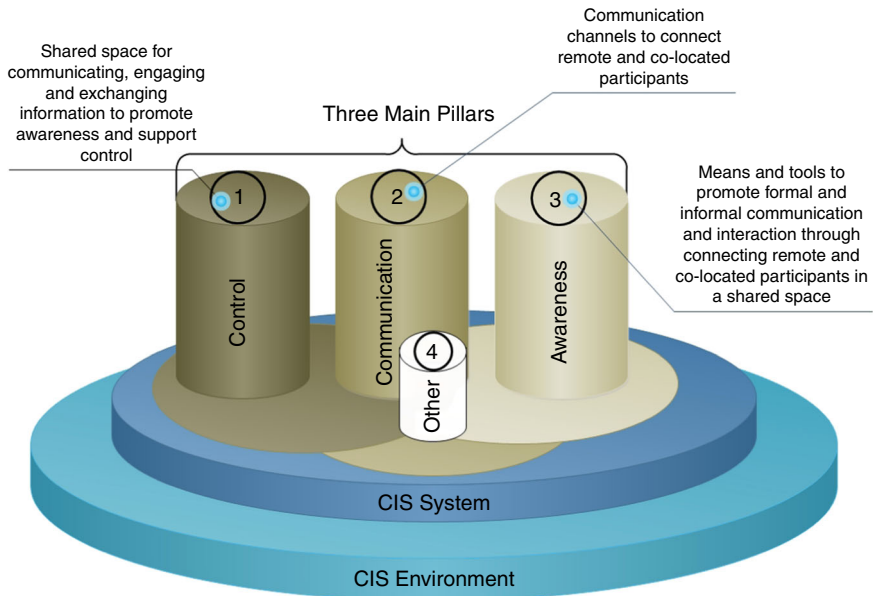 Shared space for
communicating, engaging
and exchanging
information to promote
awareness and support
control
Communication
channels to connect
remote and co-located
participants
Three Main Pillars
Means and tools to
promote formal and
informal communication
and interaction through
connecting remote and
co-located participants in
a shared space
1
2
3
Control
Communication
Awareness
4
Other
CIS System
CIS Environment